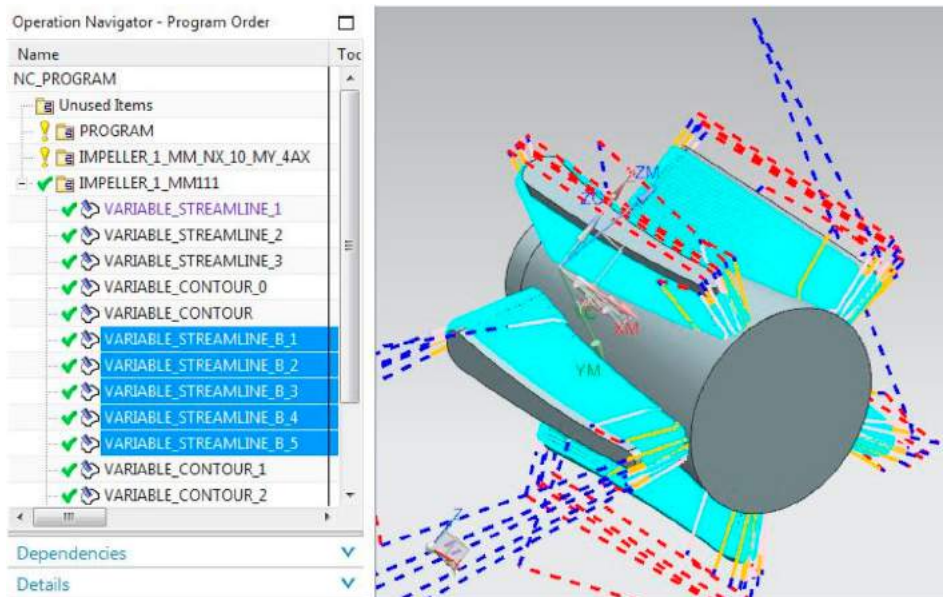 Operation Navigator - Program Order
Name Toc
NC_PROGRAM
Unused Items
PROGRAM
IMPELLER_1_MM_NX_10_MY_4AX
IMPELLER_1_MM111
VARIABLE_STREAMLINE_1
VARIABLE_STREAMLINE_2
VARIABLE_STREAMLINE_3
VARIABLE_CONTOUR_0
VARIABLE_CONTOUR
VARIABLE_STREAMLINE_B_1
VARIABLE_STREAMLINE_B_2
VARIABLE_STREAMLINE_B_3
VARIABLE_STREAMLINE_B_4
VARIABLE_STREAMLINE_B_5
VARIABLE_CONTOUR_1
VARIABLE_CONTOUR_2
Dependencies
Details
ZM
XM
YM
Z